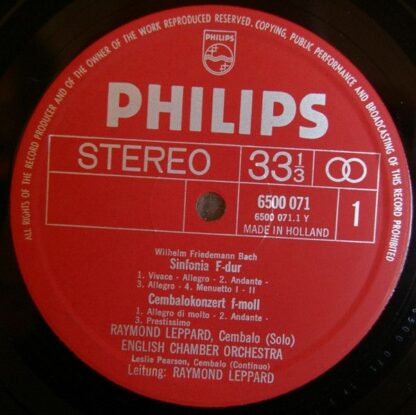 ALL RIGHTS OF THE RECORD PRODUCER AND OF THE OWNER OF THE WORK REPRODUCED RESERVED. COPYING, PUBLIC PERFORMANCE AND BROADCASTING OF THIS RECORD PROHIBITED
PHILIPS
PHILIPS
STEREO 33 1/3
6500 071 1
6500 071.1 Y
MADE IN HOLLAND
Wilhelm Friedemann Bach
Sinfonia F-dur
1. Vivace - Allegro - 2. Andante -
3. Allegro - 4. Menuetto I - II
Cembalokonzert f-moll
1. Allegro di molto - 2. Andante -
3. Prestissimo
RAYMOND LEPPARD, Cembalo (Solo)
ENGLISH CHAMBER ORCHESTRA
Leslie Pearson, Cembalo (Continuo)
Leitung: RAYMOND LEPPARD